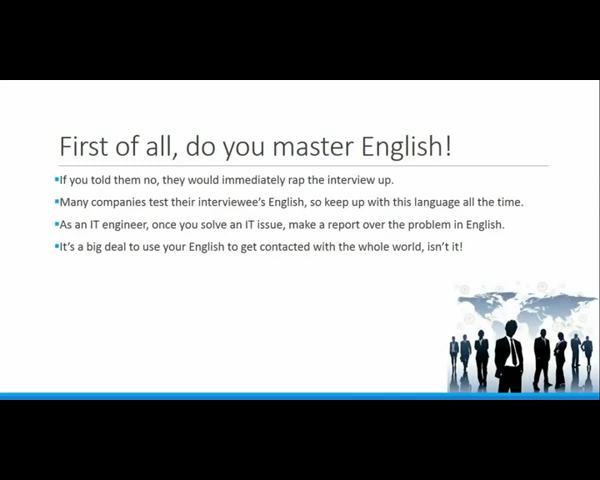 First of all, do you master English!
▪If you told them no, they would immediately rap the interview up.
▪Many companies test their interviewee's English, so keep up with this language all the time.
▪As an IT engineer, once you solve an IT issue, make a report over the problem in English.
▪It's a big deal to use your English to get contacted with the whole world, isn't it!